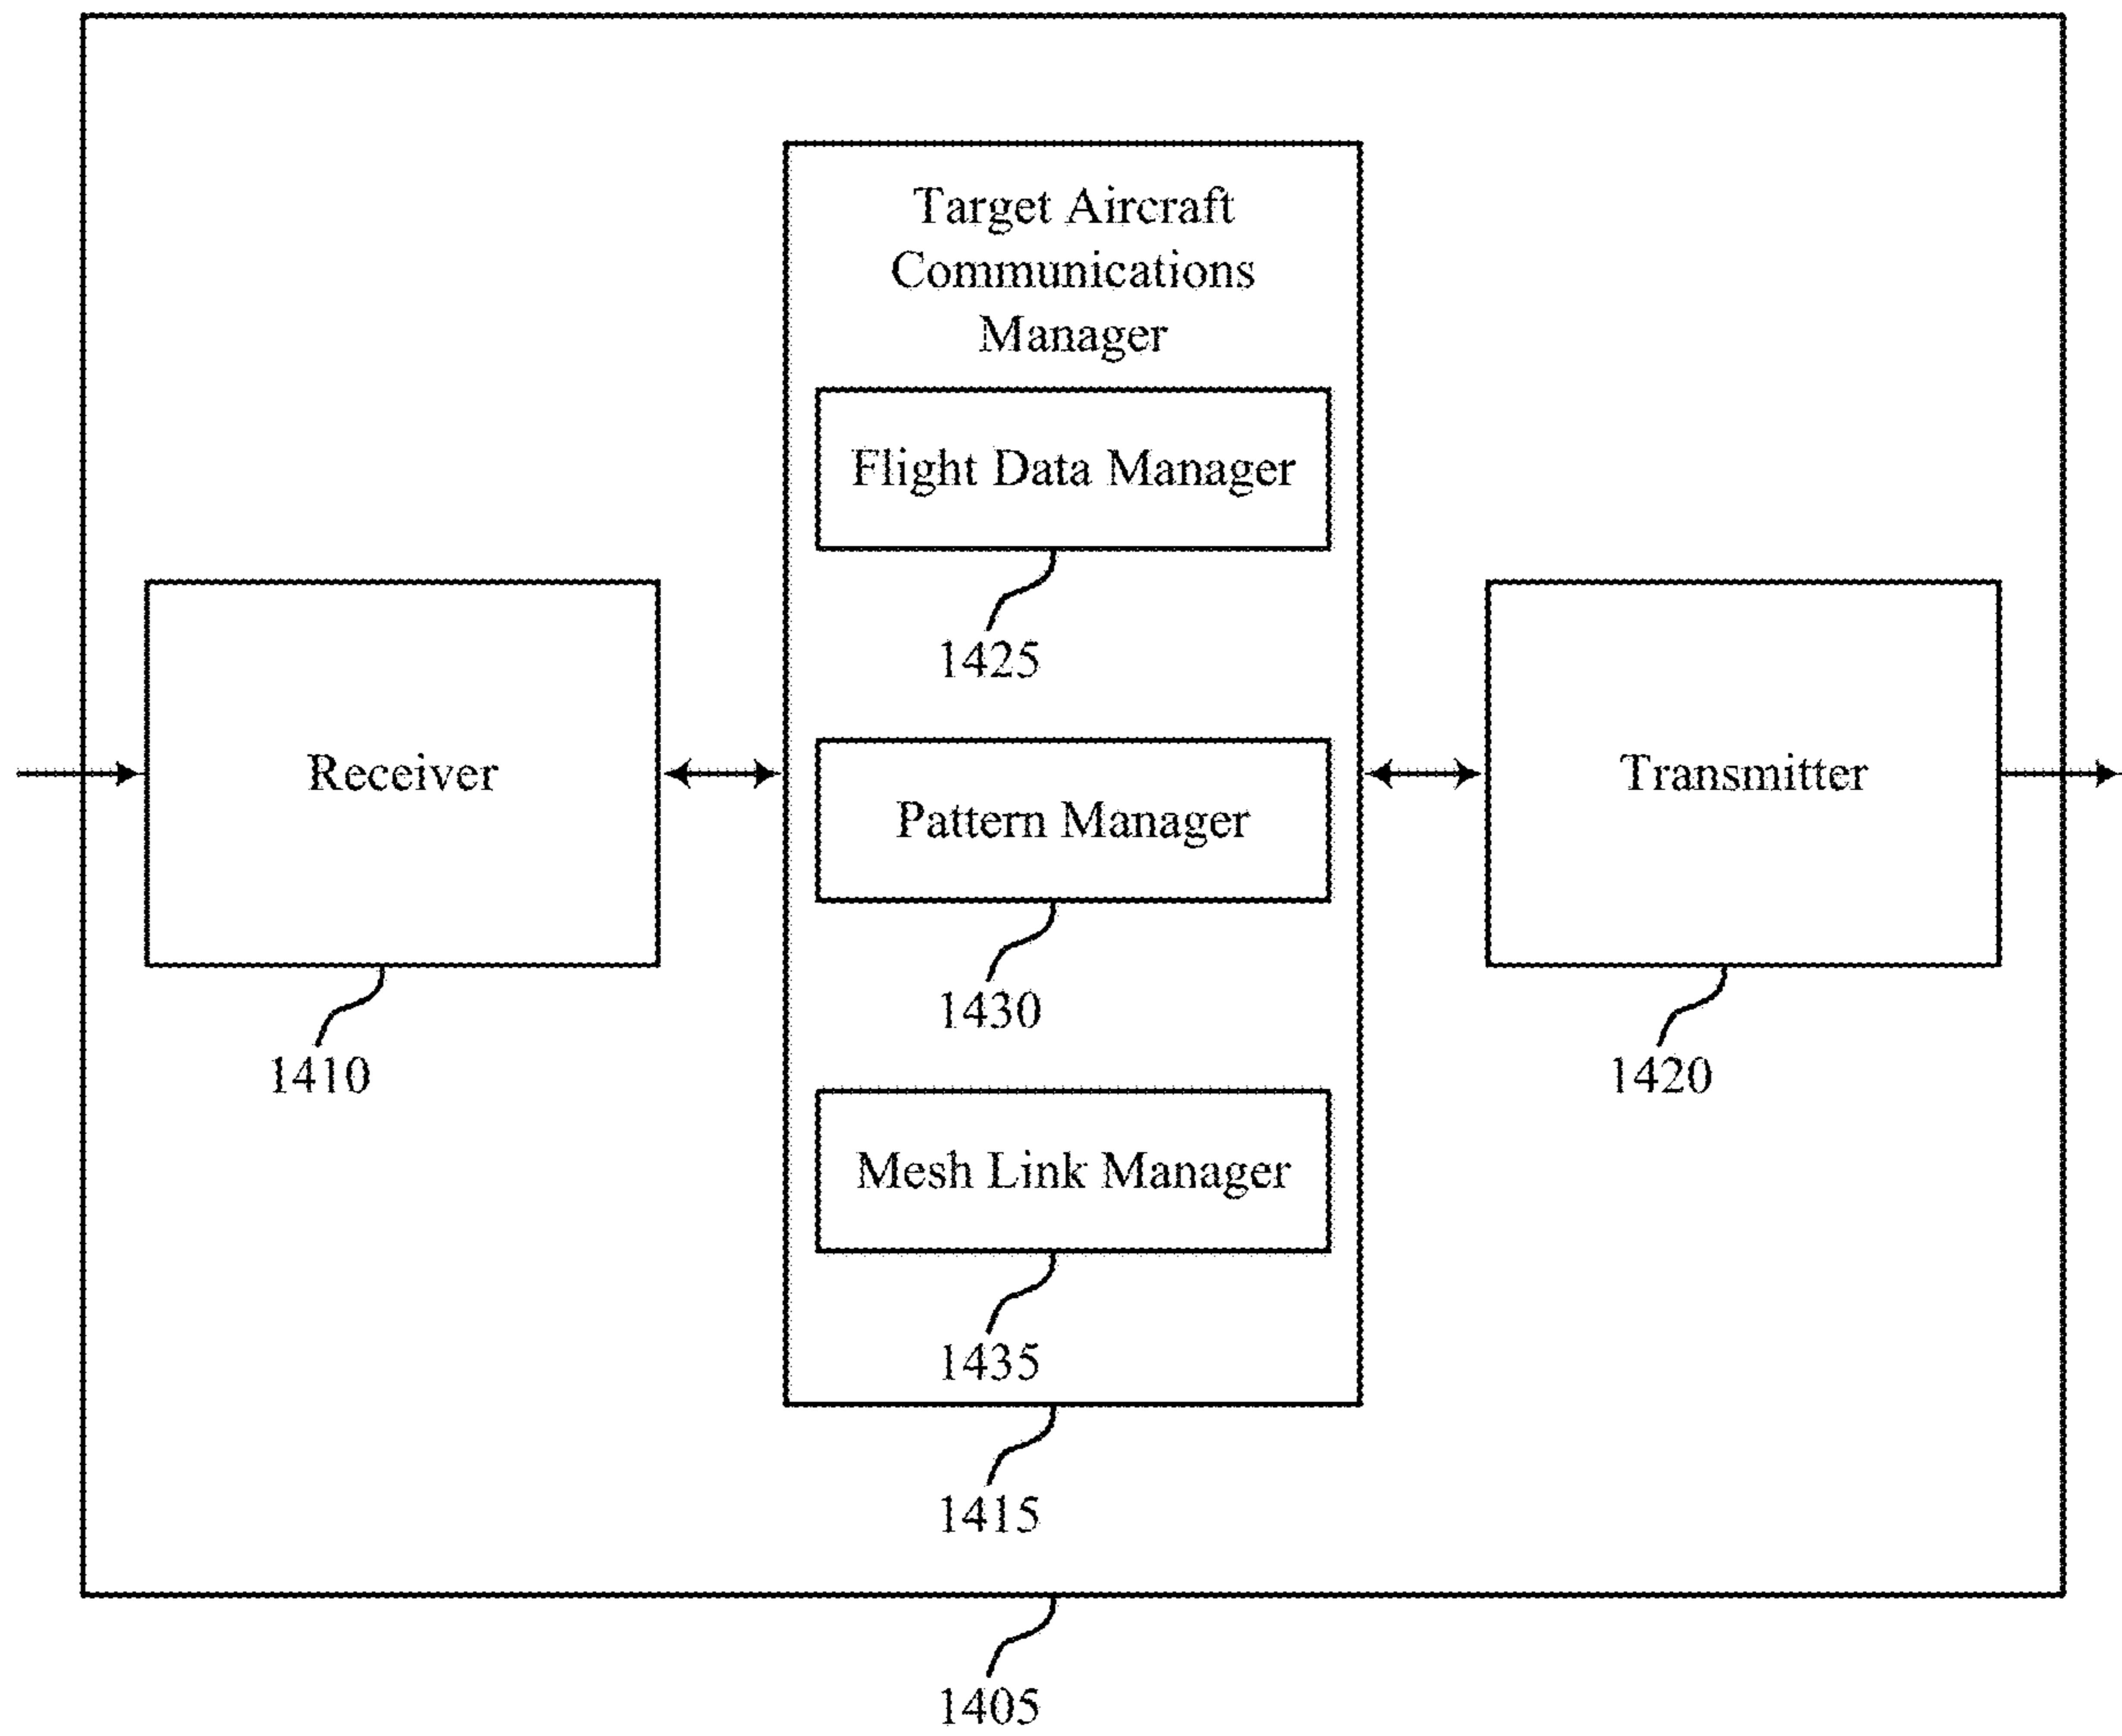 Target Aircraft
Communications
Manager
Flight Data Manager
1425
Receiver
1410
Pattern Manager
1430
Transmitter
1420
Mesh Link Manager
1435
1415
1405